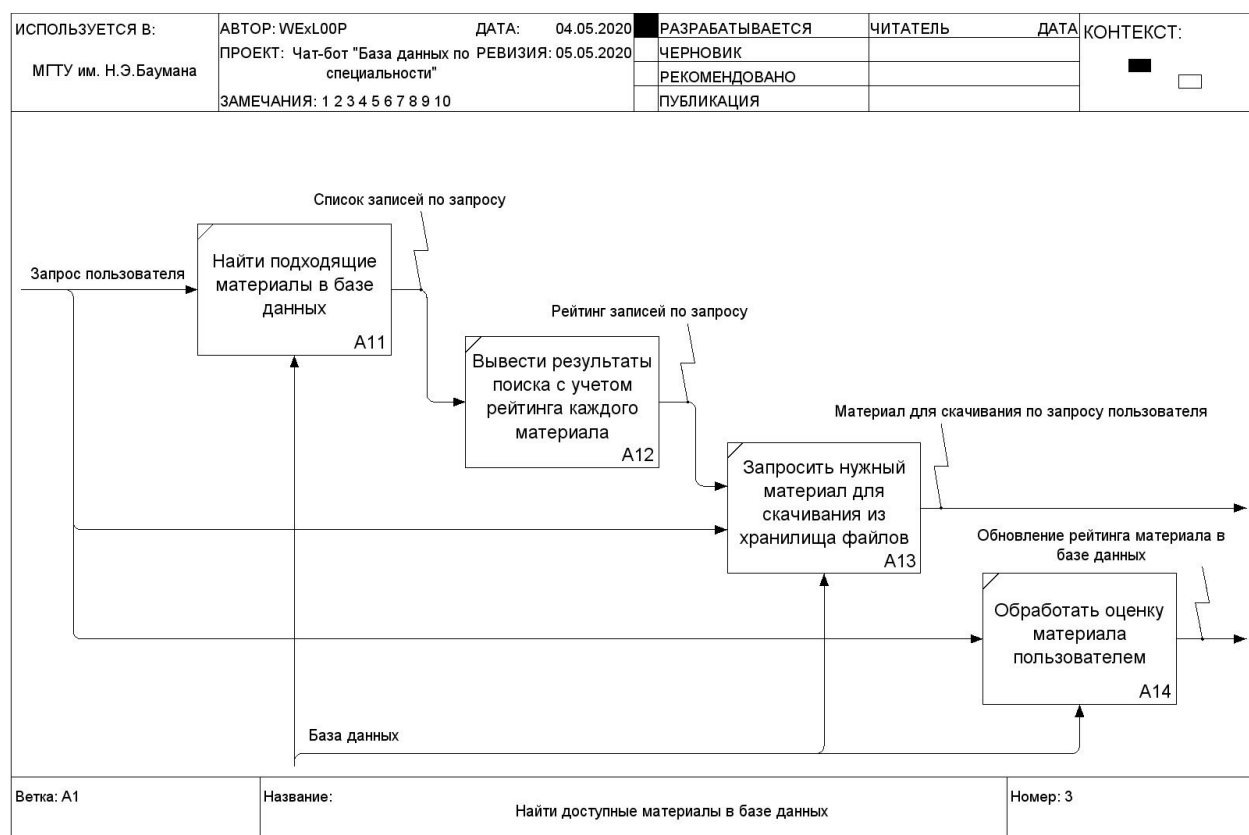 ИСПОЛЬЗУЕТСЯ В:
МГТУ им. Н.Э.Баумана
АВТОР: WExL00P
ДАТА: 04.05.2020
ПРОЕКТ: Чат-бот "База данных по
специальности"
РЕВИЗИЯ: 05.05.2020
ЗАМЕЧАНИЯ: 1 2 3 4 5 6 7 8 9 10
РАЗРАБАТЫВАЕТСЯ
ЧЕРНОВИК
РЕКОМЕНДОВАНО
ПУБЛИКАЦИЯ
ЧИТАТЕЛЬ
ДАТА
КОНТЕКСТ:
Список записей по запросу
Запрос пользователя
Найти подходящие
материалы в базе
данных
A11
Рейтинг записей по запросу
Вывести результаты
поиска с учетом
рейтинга каждого
материала
A12
Материал для скачивания по запросу пользователя
Запросить нужный
материал для
скачивания из
хранилища файлов
A13
Обновление рейтинга материала в
базе данных
Обработать оценку
материала
пользователем
A14
База данных
Ветка: A1
Название:
Найти доступные материалы в базе данных
Номер: 3